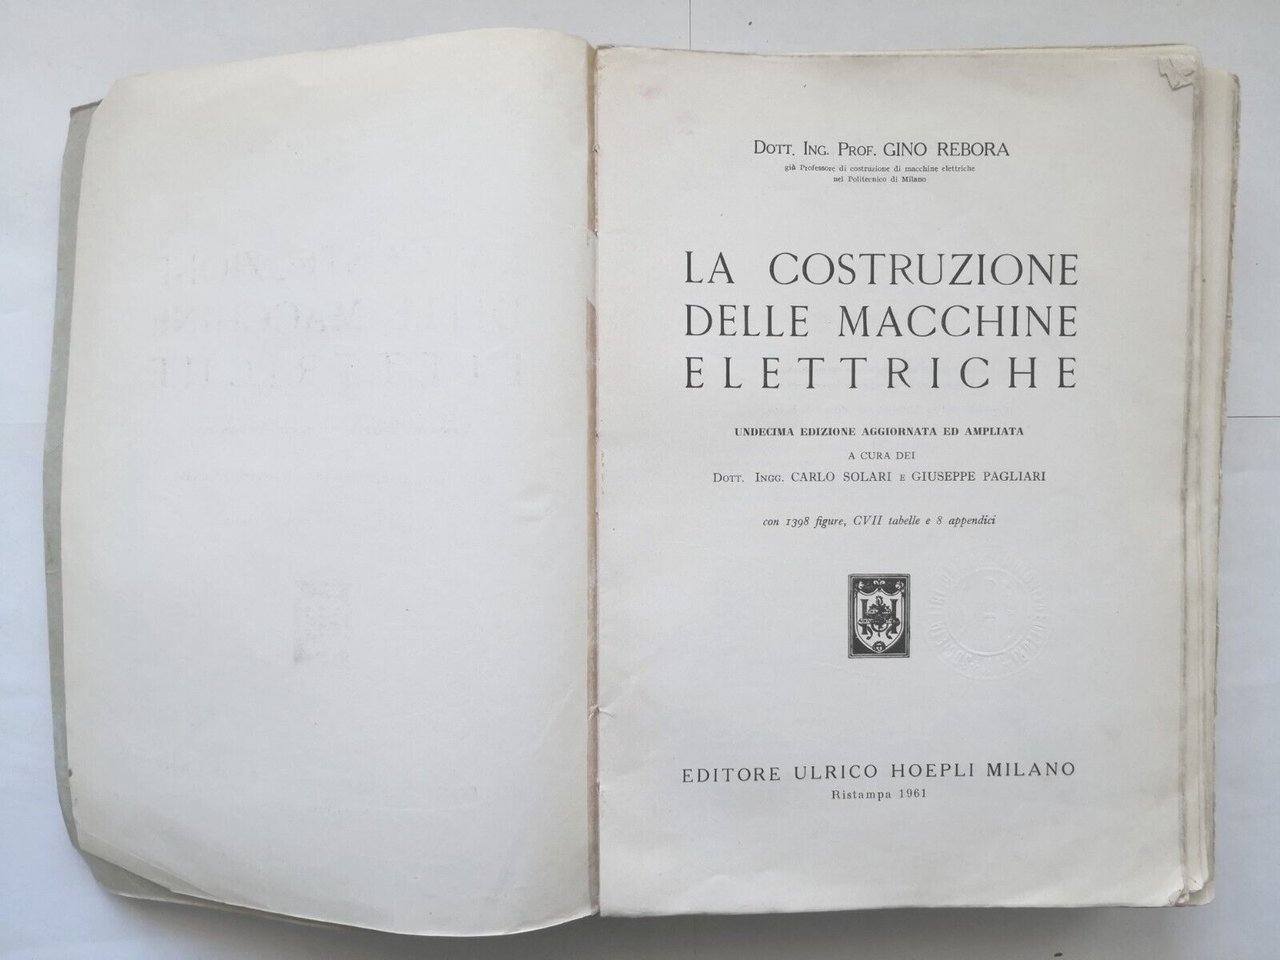 Dott. Ing. Prof. GINO REBORA
già Professore di costruzione di macchine elettriche
nel Politecnico di Milano
LA COSTRUZIONE
DELLE MACCHINE
ELETTRICHE
UNDECIMA EDIZIONE AGGIORNATA ED AMPLIATA
A CURA DEI
Dott. Ingg. CARLO SOLARI E GIUSEPPE PAGLIARI
con 1398 figure, CVII tabelle e 8 appendici
EDITORE ULRICO HOEPLI MILANO
Ristampa 1961